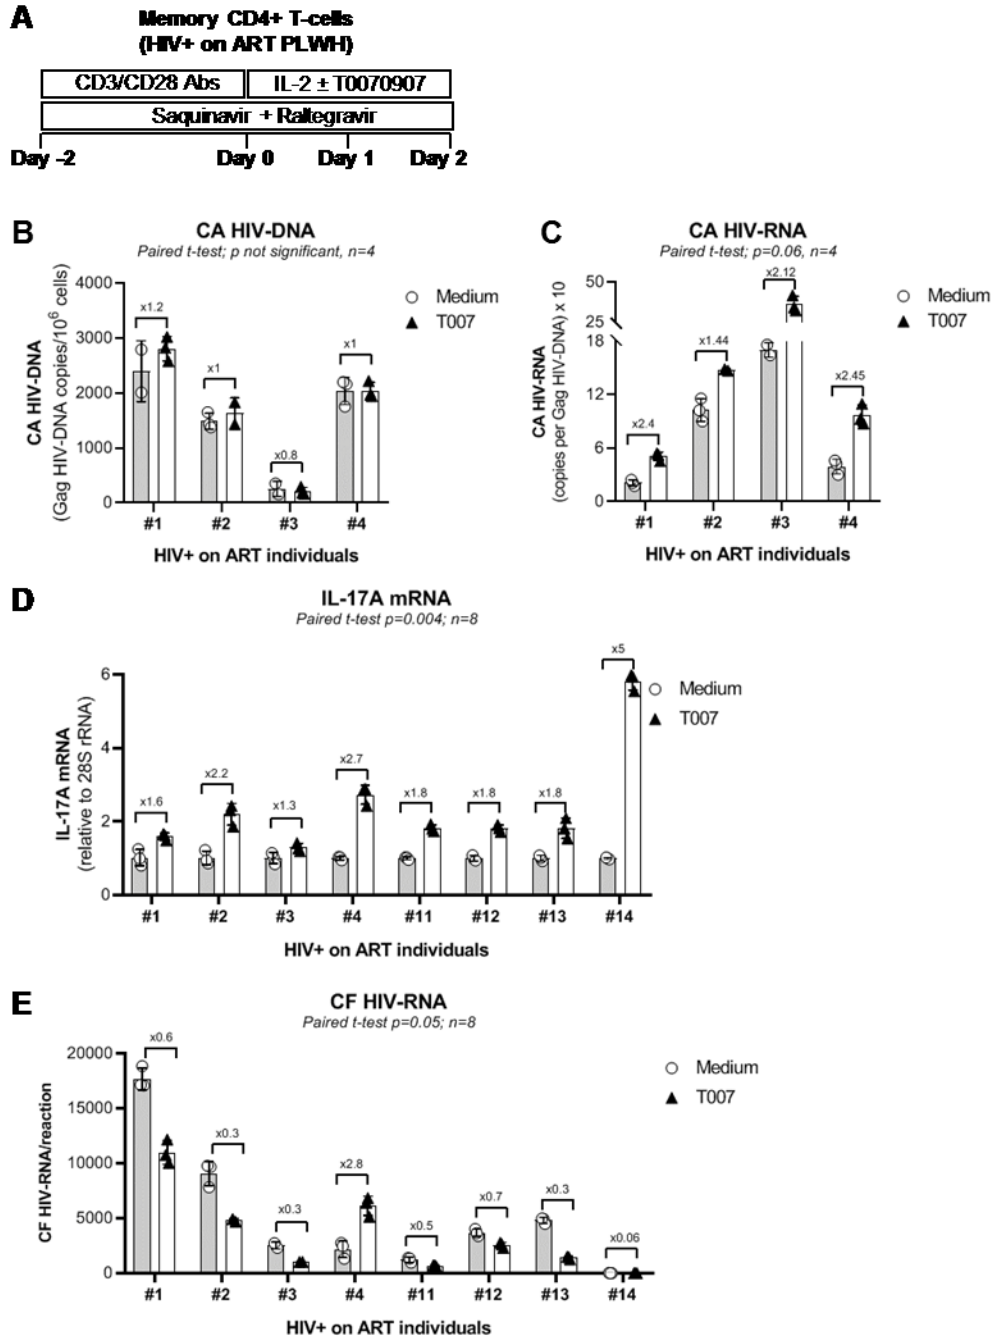 A
Memory CD4+ T-cells
(HIV+ on ART PLWH)
CD3/CD28 Abs
IL-2 ± T0070907
Saquinavir + Raltegravir
Day -2
Day 0
Day 1
Day 2
B
CA HIV-DNA
Paired t-test; p not significant, n=4
CA HIV-DNA
(Gag HIV-DNA copies/10⁶ cells)
4000
3000
2000
1000
0
x1.2
x1
x0.8
x1
Medium
T007
#1
#2
#3
#4
HIV+ on ART individuals
C
CA HIV-RNA
Paired t-test; p=0.06, n=4
CA HIV-RNA
(copies per Gag HIV-DNA) x 10
50
25
18
12
6
0
x2.4
x1.44
x2.12
x2.45
Medium
T007
#1
#2
#3
#4
HIV+ on ART individuals
D
IL-17A mRNA
Paired t-test p=0.004; n=8
IL-17A mRNA
(relative to 28S rRNA)
6
4
2
0
x1.6
x2.2
x1.3
x2.7
x1.8
x1.8
x1.8
x5
Medium
T007
#1
#2
#3
#4
#11
#12
#13
#14
HIV+ on ART individuals
E
CF HIV-RNA
Paired t-test p=0.05; n=8
CF HIV-RNA/reaction
20000
15000
10000
5000
0
x0.6
x0.3
x0.3
x2.8
x0.5
x0.7
x0.3
x0.06
Medium
T007
#1
#2
#3
#4
#11
#12
#13
#14
HIV+ on ART individuals